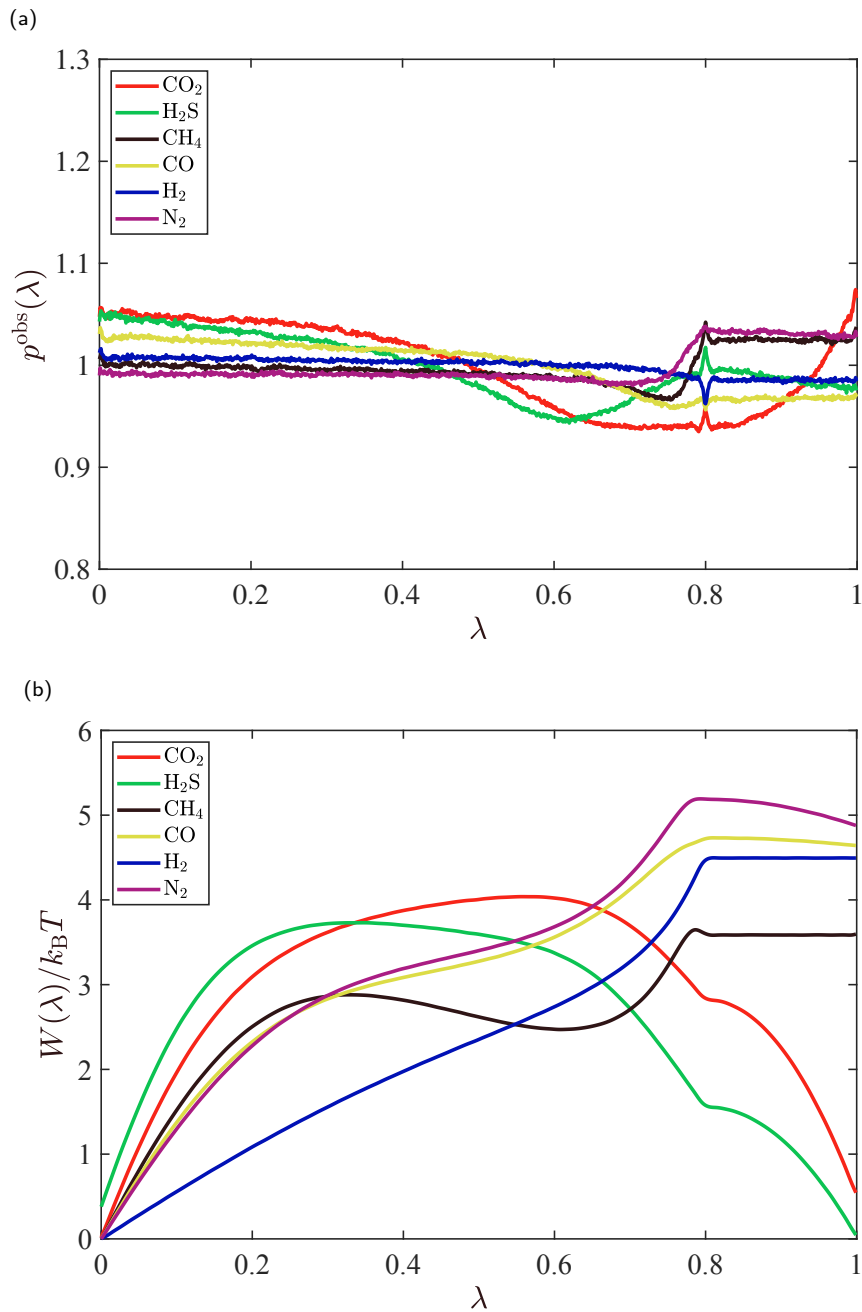 (a)
1.3
1.2
1.1
1
0.9
0.8
pᵒᵇˢ(λ)
CO₂
H₂S
CH₄
CO
H₂
N₂
0 0.2 0.4 0.6 0.8 1
λ
(b)
6
5
4
3
2
1
0
W(λ)/k_BT
CO₂
H₂S
CH₄
CO
H₂
N₂
0 0.2 0.4 0.6 0.8 1
λ